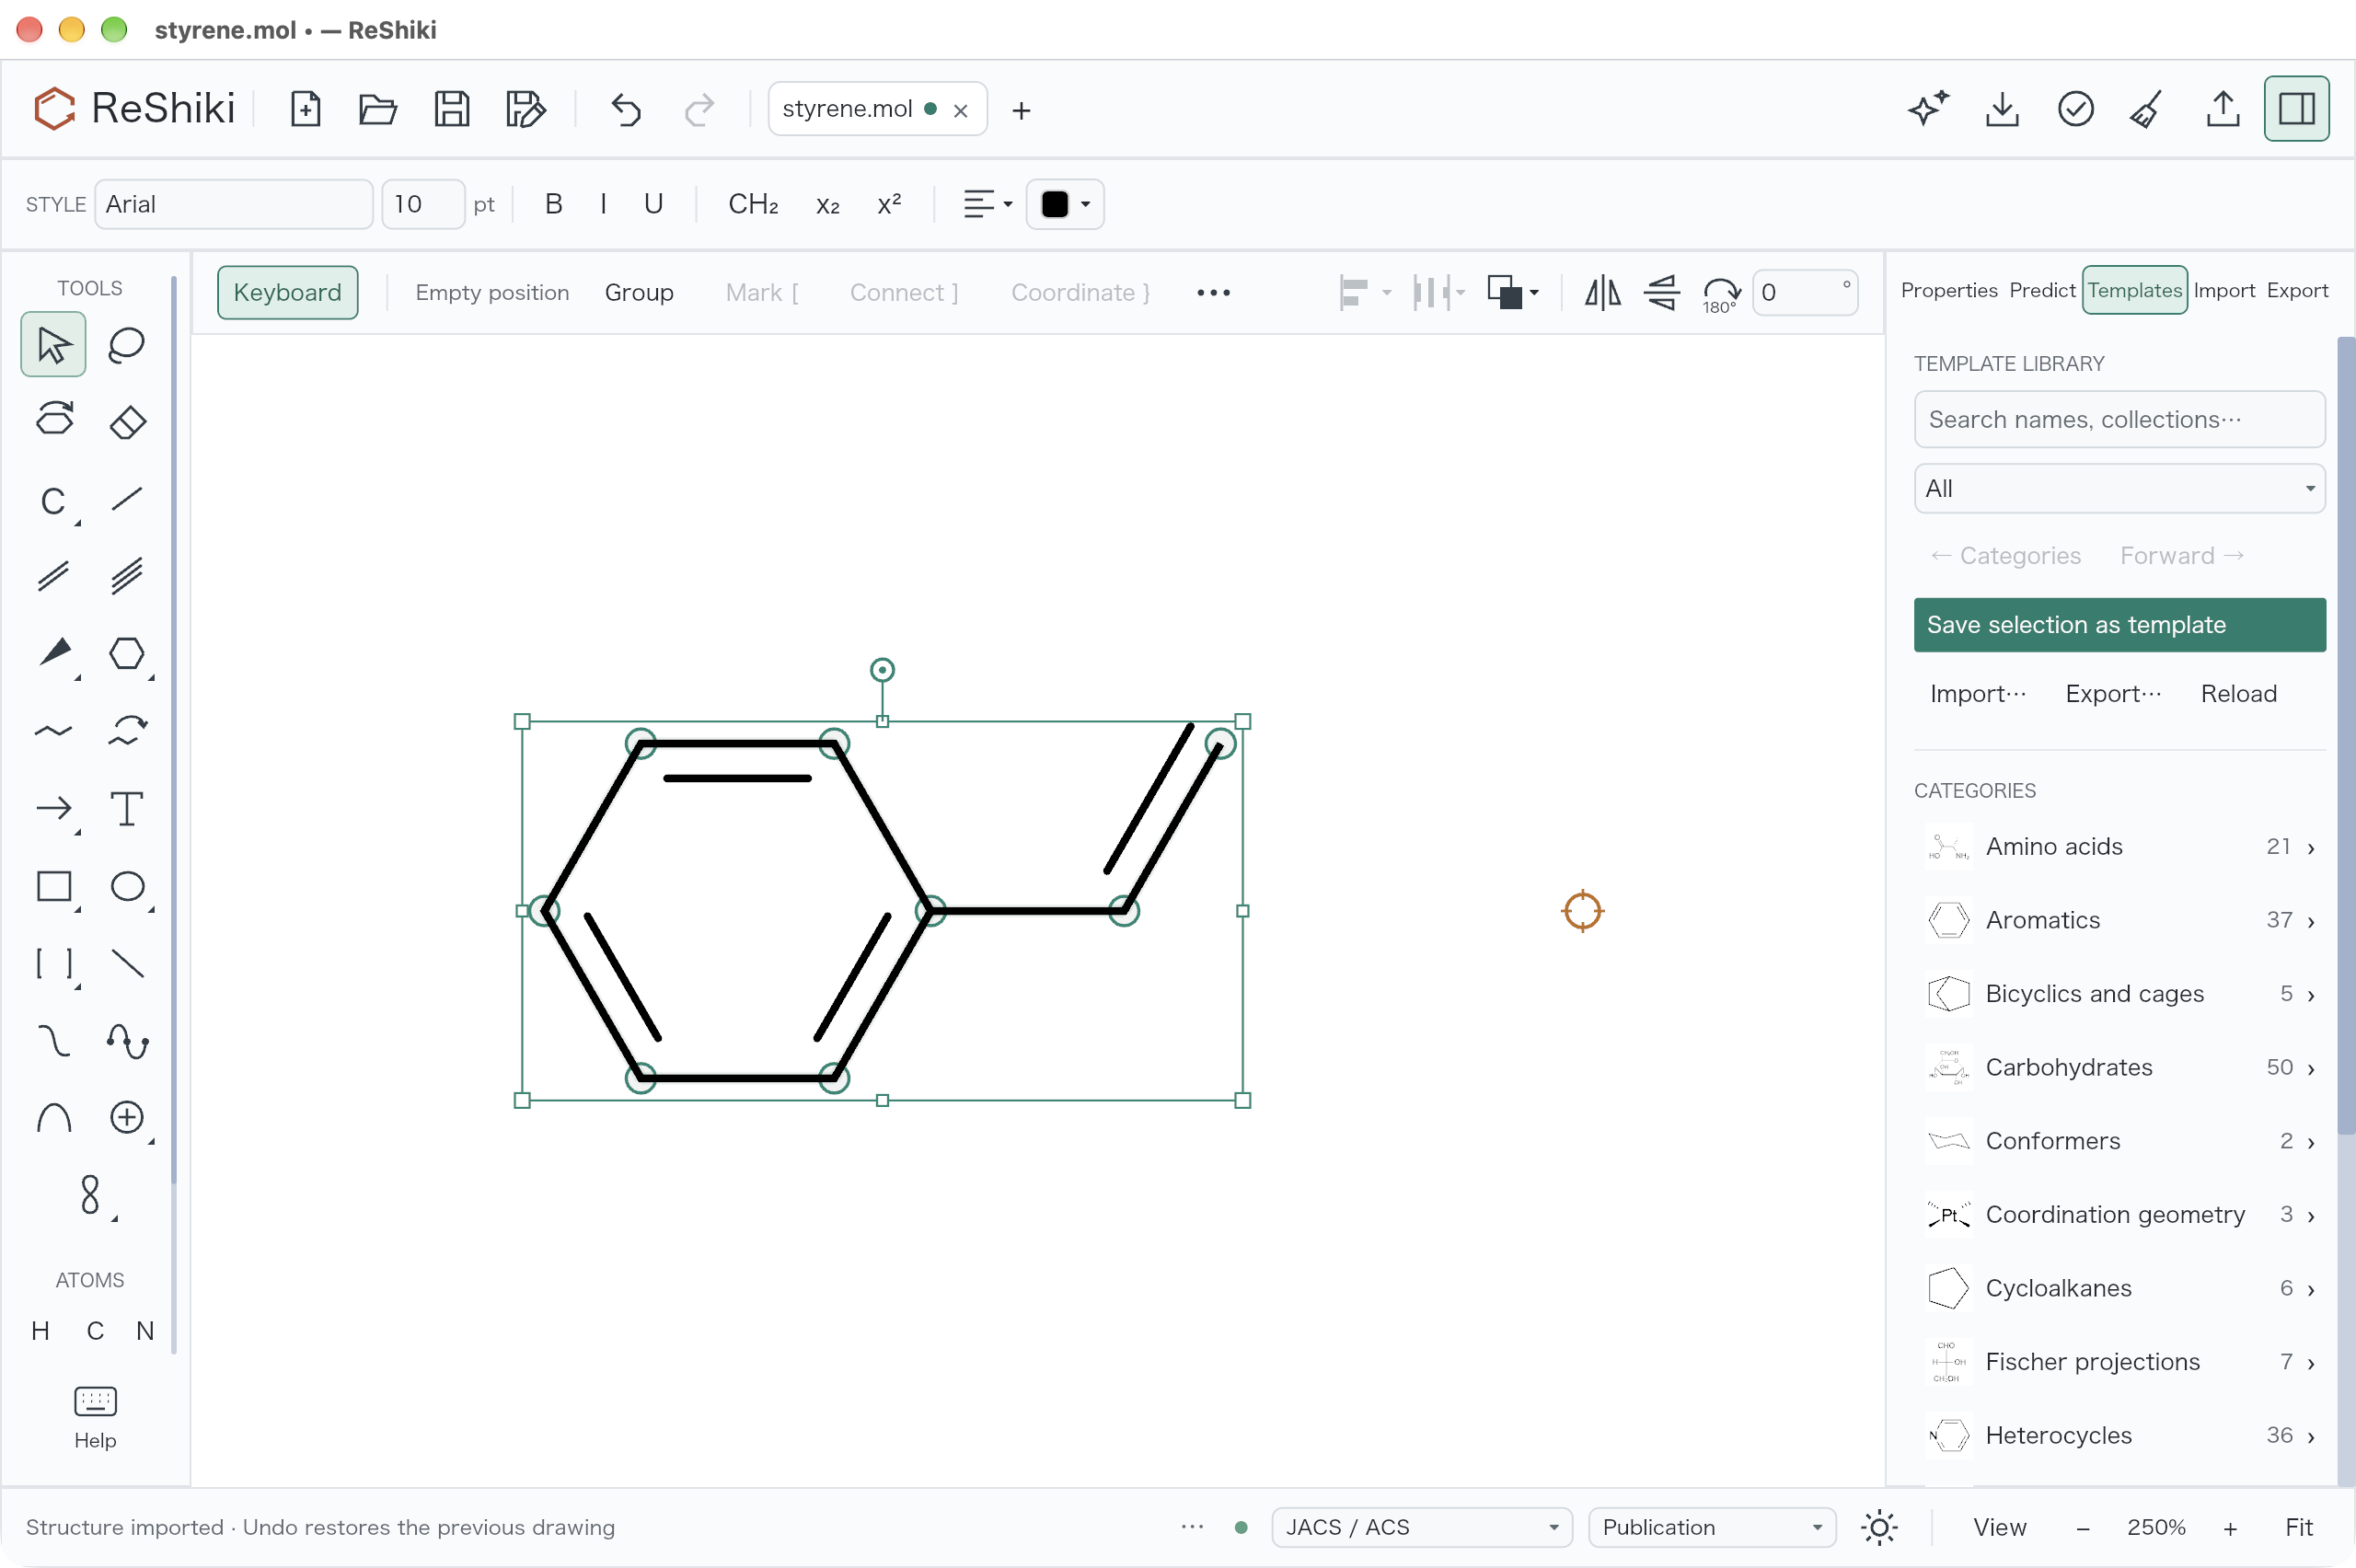 styrene.mol • — ReShiki
ReShiki
styrene.mol ● × +
STYLE Arial 10 pt B I U CH₂ x₂ x²
TOOLS
Keyboard Empty position Group Mark [ Connect ] Coordinate } ••• 180° 0 °
Properties Predict Templates Import Export
TEMPLATE LIBRARY
Search names, collections···
All
← Categories Forward →
Save selection as template
Import··· Export··· Reload
CATEGORIES
Amino acids 21 ›
Aromatics 37 ›
Bicyclics and cages 5 ›
Carbohydrates 50 ›
Conformers 2 ›
Pt Coordination geometry 3 ›
Cycloalkanes 6 ›
CHO
H OH
Fischer projections 7 ›
N Heterocycles 36 ›
C
T
[ ]
ATOMS
H C N
Help
Structure imported · Undo restores the previous drawing
··· JACS / ACS Publication View − 250% + Fit